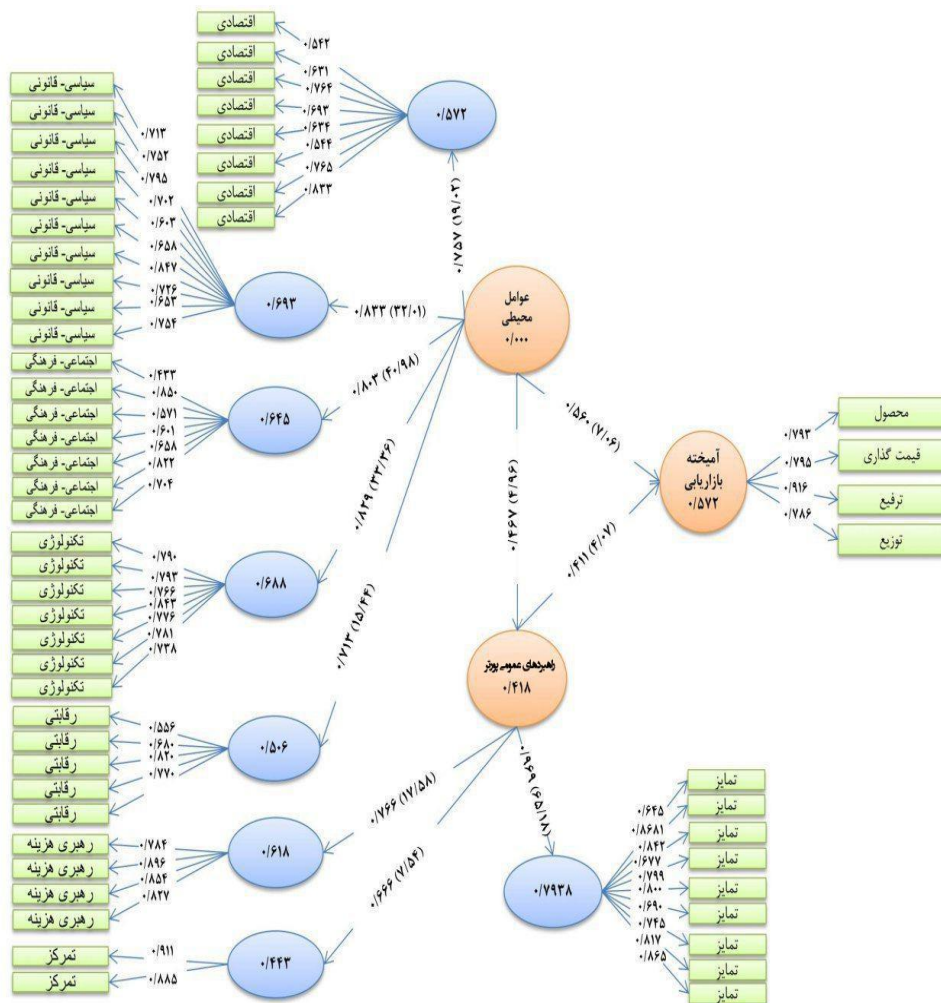 اقتصادی
اقتصادی
اقتصادی
اقتصادی
اقتصادی
اقتصادی
اقتصادی
اقتصادی
۰/۵۴۲
۰/۶۳۱
۰/۷۶۴
۰/۶۹۳
۰/۶۳۴
۰/۵۴۴
۰/۷۶۵
۰/۸۳۳
۰/۵۷۲
۰/۷۵۷ (۱۹/۰۲)
سیاسی- قانونی
سیاسی- قانونی
سیاسی- قانونی
سیاسی- قانونی
سیاسی- قانونی
سیاسی- قانونی
سیاسی- قانونی
سیاسی- قانونی
سیاسی- قانونی
سیاسی- قانونی
۰/۷۱۳
۰/۷۵۲
۰/۷۹۵
۰/۷۰۲
۰/۶۰۳
۰/۶۵۸
۰/۸۴۷
۰/۷۲۶
۰/۶۵۳
۰/۷۵۴
۰/۶۹۳
۰/۸۳۳ (۳۲/۰۱)
عوامل
محیطی
۰/۰۰۰
اجتماعی- فرهنگی
اجتماعی- فرهنگی
اجتماعی- فرهنگی
اجتماعی- فرهنگی
اجتماعی- فرهنگی
اجتماعی- فرهنگی
اجتماعی- فرهنگی
۰/۴۳۳
۰/۸۵۰
۰/۵۷۱
۰/۶۰۱
۰/۶۵۸
۰/۸۲۲
۰/۷۰۴
۰/۶۴۵
۰/۸۰۳ (۴۰/۹۸)
۰/۵۶۰ (۷/۰۶)
آمیخته
بازاریابی
۰/۵۷۲
۰/۷۹۳
۰/۷۹۵
۰/۹۱۶
۰/۷۸۶
محصول
قیمت گذاری
ترفیع
توزیع
۰/۴۶۷ (۴/۹۶)
۰/۴۱۱ (۴/۰۷)
تکنولوژی
تکنولوژی
تکنولوژی
تکنولوژی
تکنولوژی
تکنولوژی
تکنولوژی
۰/۷۹۰
۰/۷۹۳
۰/۷۶۶
۰/۸۴۳
۰/۷۷۶
۰/۷۸۱
۰/۷۳۸
۰/۶۸۸
۰/۸۲۹ (۳۳/۳۶)
راهبردهای عمومی پورتر
۰/۴۱۸
رقابتی
رقابتی
رقابتی
رقابتی
رقابتی
۰/۵۵۶
۰/۶۸۰
۰/۸۲۰
۰/۷۷۰
۰/۵۰۶
۰/۷۱۳ (۱۵/۴۴)
رهبری هزینه
رهبری هزینه
رهبری هزینه
رهبری هزینه
۰/۷۸۴
۰/۸۹۶
۰/۸۵۴
۰/۸۲۷
۰/۶۱۸
۰/۷۶۶ (۱۷/۵۸)
تمرکز
تمرکز
۰/۹۱۱
۰/۸۸۵
۰/۴۴۳
۰/۶۶۶ (۷/۵۴)
۰/۹۶۹ (۶۵/۱۸)
۰/۷۹۳۸
۰/۶۴۵
۰/۸۶۸۱
۰/۸۴۲
۰/۶۷۷
۰/۷۹۹
۰/۸۰۰
۰/۶۹۰
۰/۷۴۵
۰/۸۱۷
۰/۸۶۵
تمایز
تمایز
تمایز
تمایز
تمایز
تمایز
تمایز
تمایز
تمایز